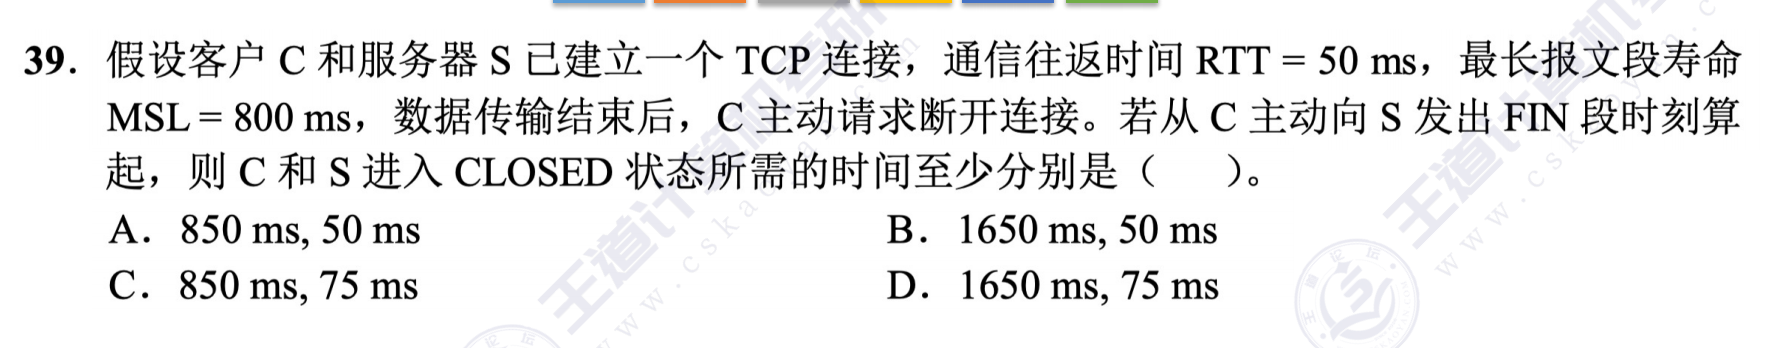 39. 假设客户 C 和服务器 S 已建立一个 TCP 连接，通信往返时间 RTT = 50 ms，最长报文段寿命
MSL = 800 ms，数据传输结束后，C 主动请求断开连接。若从 C 主动向 S 发出 FIN 段时刻算
起，则 C 和 S 进入 CLOSED 状态所需的时间至少分别是（　　）。
A. 850 ms, 50 ms
B. 1650 ms, 50 ms
C. 850 ms, 75 ms
D. 1650 ms, 75 ms